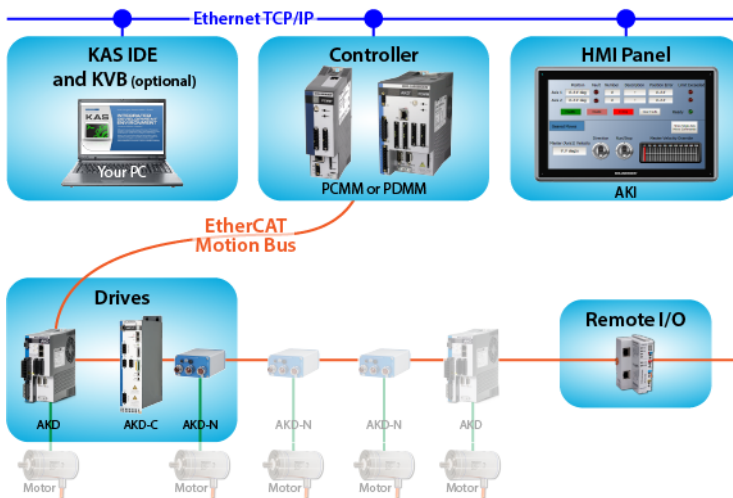 Ethernet TCP/IP
KAS IDE
and KVB (optional)
KAS
Your PC
Controller
PCMM or PDMM
HMI Panel
AKI
EtherCAT
Motion Bus
Drives
AKD
AKD-C
AKD-N
AKD-N
AKD-N
AKD
Remote I/O
Motor
Motor
Motor
Motor
Motor